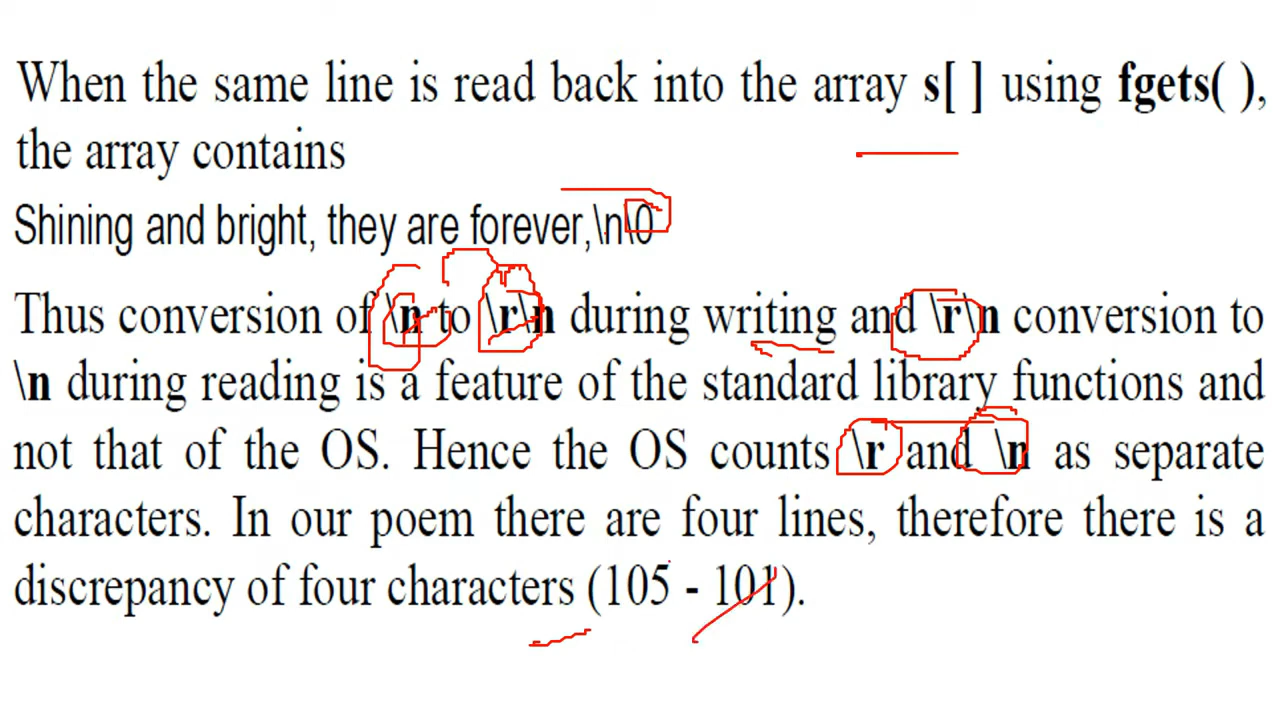 When the same line is read back into the array s[ ] using fgets( ),
the array contains
Shining and bright, they are forever,\n\0
Thus conversion of \n to \r\n during writing and \r\n conversion to
\n during reading is a feature of the standard library functions and
not that of the OS. Hence the OS counts \r and \n as separate
characters. In our poem there are four lines, therefore there is a
discrepancy of four characters (105 - 101).